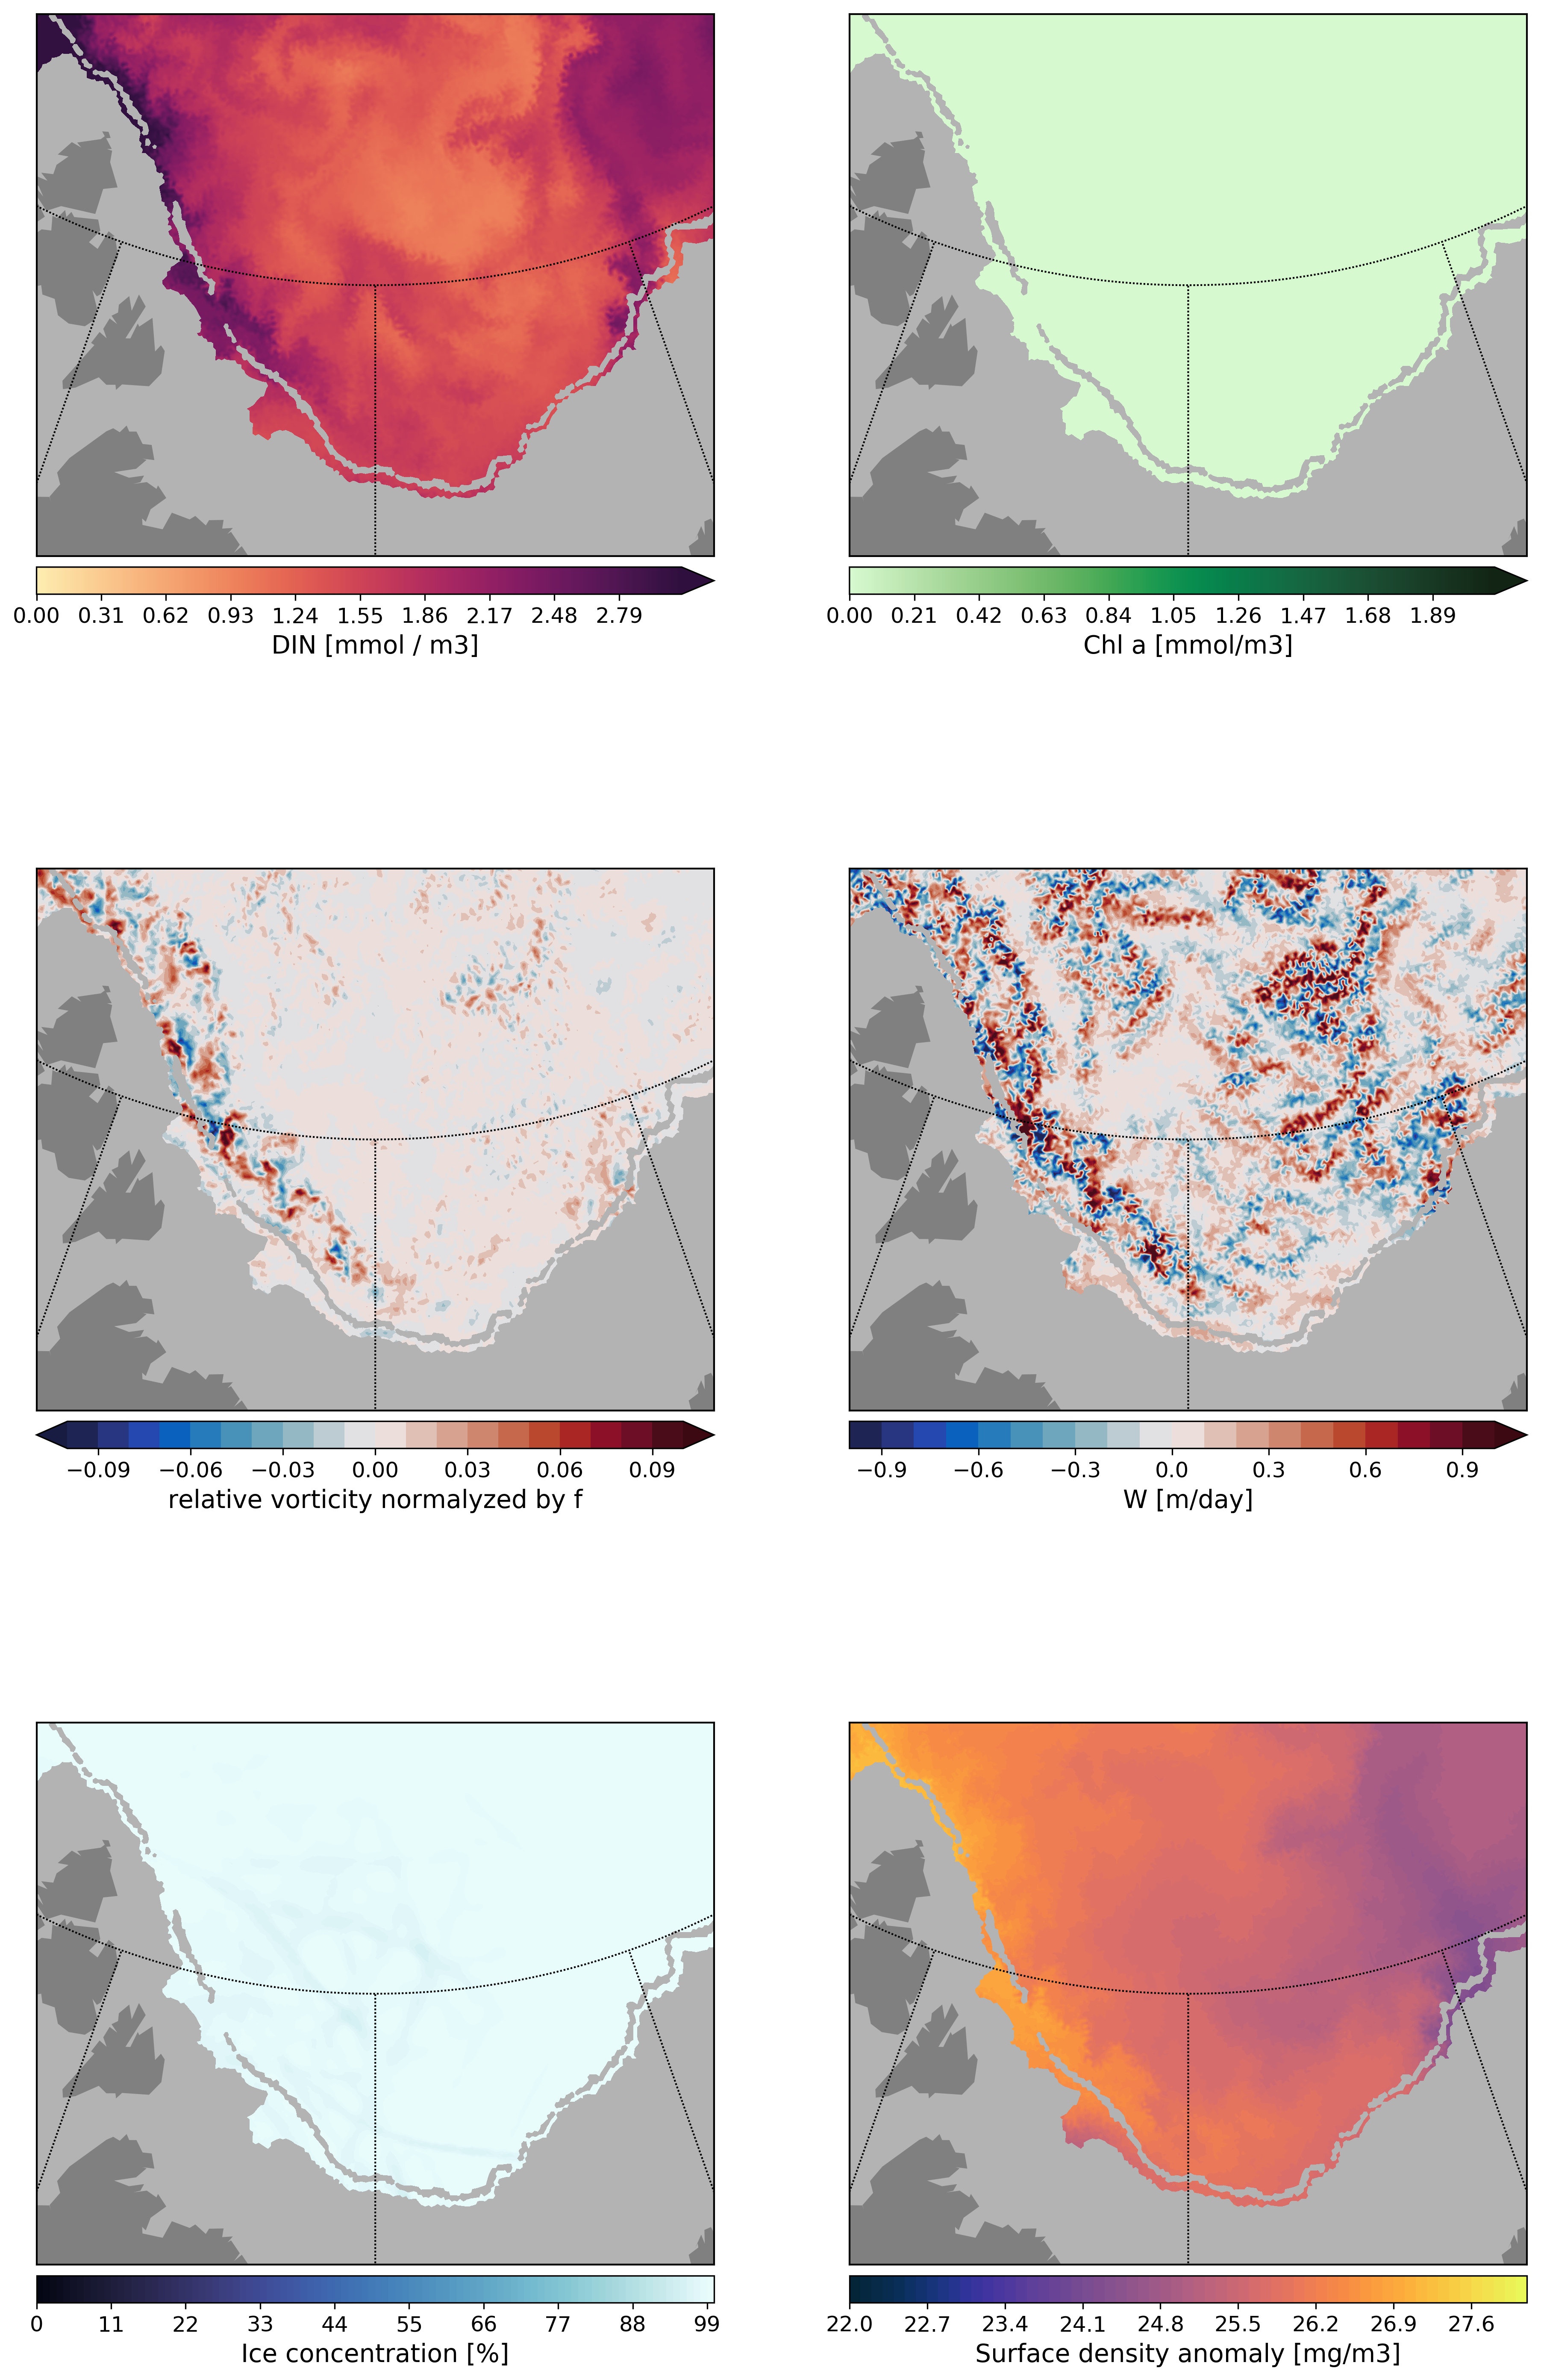 0.00 0.31 0.62 0.93 1.24 1.55 1.86 2.17 2.48 2.79
DIN [mmol / m3]
0.00 0.21 0.42 0.63 0.84 1.05 1.26 1.47 1.68 1.89
Chl a [mmol/m3]
−0.09 −0.06 −0.03 0.00 0.03 0.06 0.09
relative vorticity normalyzed by f
−0.9 −0.6 −0.3 0.0 0.3 0.6 0.9
W [m/day]
0 11 22 33 44 55 66 77 88 99
Ice concentration [%]
22.0 22.7 23.4 24.1 24.8 25.5 26.2 26.9 27.6
Surface density anomaly [mg/m3]